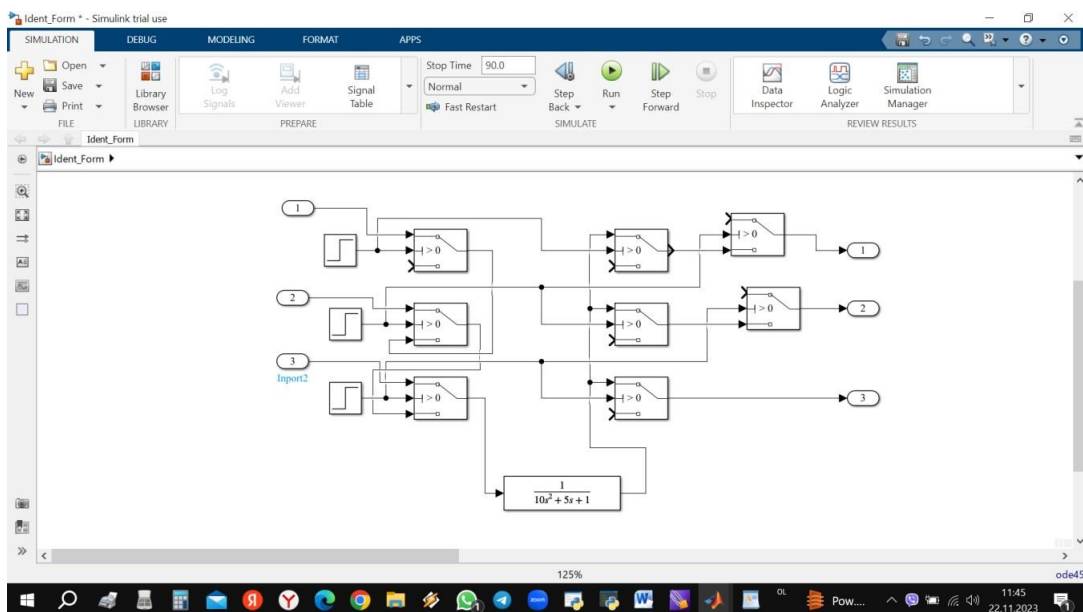 Ident_Form * - Simulink trial use
SIMULATION DEBUG MODELING FORMAT APPS
New
Open
Save
Print
FILE
Library Browser
LIBRARY
Log Signals
Add Viewer
Signal Table
PREPARE
Stop Time 90.0
Normal
Fast Restart
Step Back
Run
Step Forward
Stop
SIMULATE
Data Inspector
Logic Analyzer
Simulation Manager
REVIEW RESULTS
Ident_Form
Ident_Form
1
> 0
> 0
> 0
1
2
> 0
> 0
> 0
2
3
Inport2
> 0
> 0
3
1
10s² + 5s + 1
125%
ode45
OL
Pow....
11:45
22.11.2023